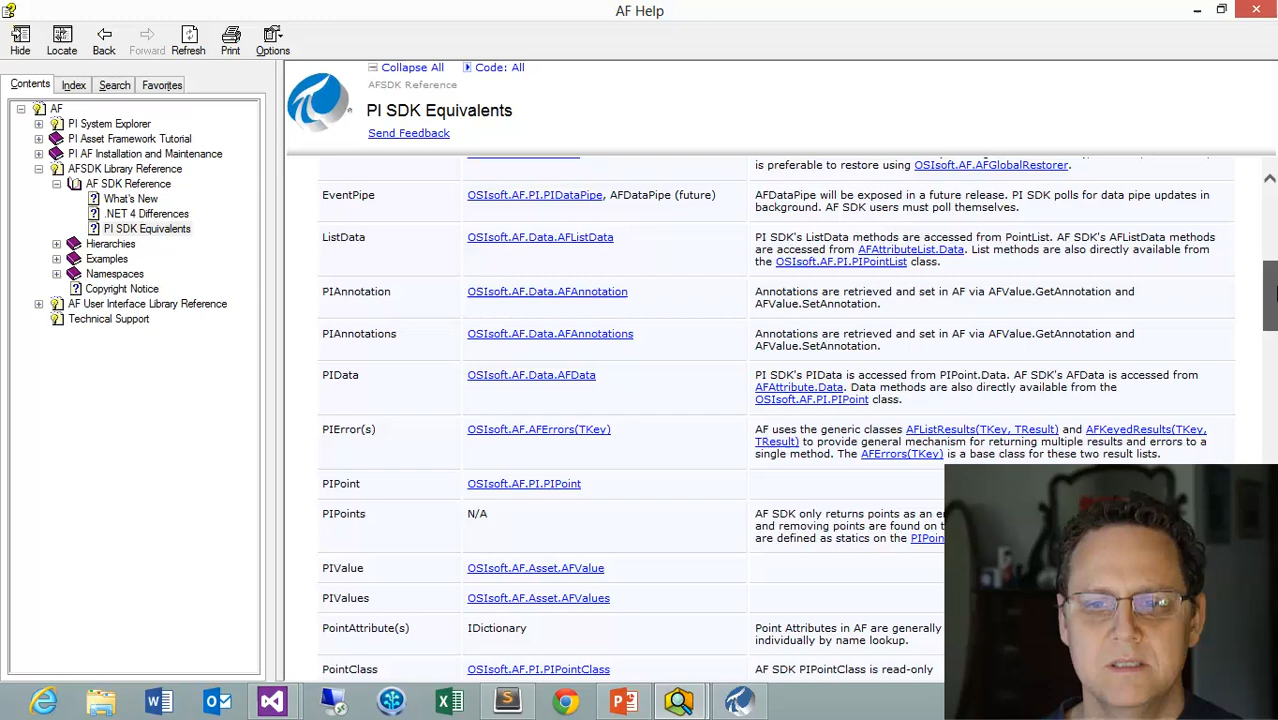 AF Help
Hide Locate Back Forward Refresh Print Options
Contents Index Search Favorites
AF
PI System Explorer
PI Asset Framework Tutorial
PI AF Installation and Maintenance
AFSDK Library Reference
AF SDK Reference
What's New
.NET 4 Differences
PI SDK Equivalents
Hierarchies
Examples
Namespaces
Copyright Notice
AF User Interface Library Reference
Technical Support
Collapse All Code: All
AFSDK Reference
PI SDK Equivalents
Send Feedback
is preferable to restore using OSIsoft.AF.AFGlobalRestorer.
EventPipe OSIsoft.AF.PI.PIDataPipe, AFDataPipe (future) AFDataPipe will be exposed in a future release. PI SDK polls for data pipe updates in
background. AF SDK users must poll themselves.
ListData OSIsoft.AF.Data.AFListData PI SDK's ListData methods are accessed from PointList. AF SDK's AFListData methods
are accessed from AFAttributeList.Data. List methods are also directly available from
the OSIsoft.AF.PI.PIPointList class.
PIAnnotation OSIsoft.AF.Data.AFAnnotation Annotations are retrieved and set in AF via AFValue.GetAnnotation and
AFValue.SetAnnotation.
PIAnnotations OSIsoft.AF.Data.AFAnnotations Annotations are retrieved and set in AF via AFValue.GetAnnotation and
AFValue.SetAnnotation.
PIData OSIsoft.AF.Data.AFData PI SDK's PIData is accessed from PIPoint.Data. AF SDK's AFData is accessed from
AFAttribute.Data. Data methods are also directly available from the
OSIsoft.AF.PI.PIPoint class.
PIError(s) OSIsoft.AF.AFErrors(TKey) AF uses the generic classes AFListResults(TKey, TResult) and AFKeyedResults(TKey,
TResult) to provide general mechanism for returning multiple results and errors to a
single method. The AFErrors(TKey) is a base class for these two result lists.
PIPoint OSIsoft.AF.PI.PIPoint
PIPoints N/A AF SDK only returns points as an
and removing points are found on
are defined as statics on the
PIValue OSIsoft.AF.Asset.AFValue
PIValues OSIsoft.AF.Asset.AFValues
PointAttribute(s) IDictionary Point Attributes in AF are generally
individually by name lookup.
PointClass OSIsoft.AF.PI.PIPointClass AF SDK PIPointClass is read-only